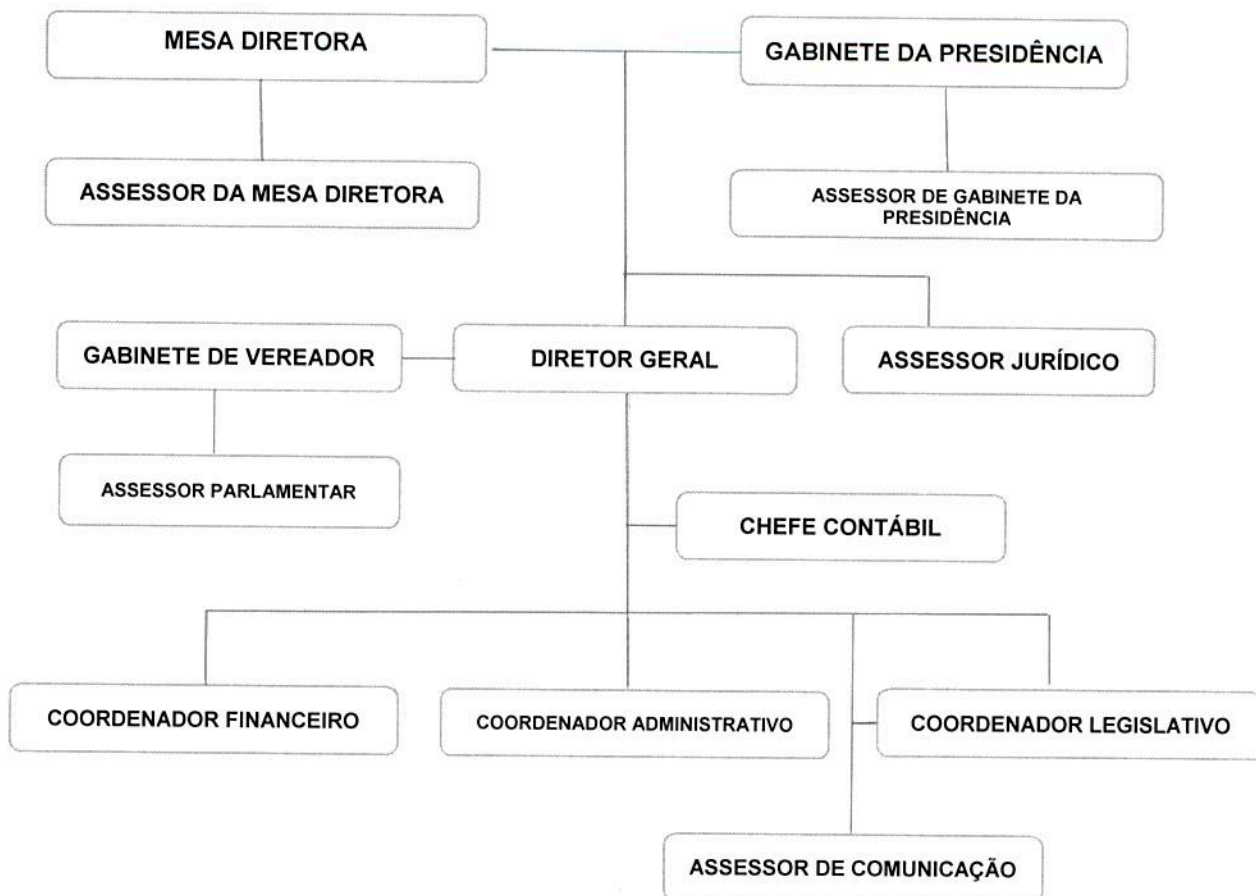 MESA DIRETORA
GABINETE DA PRESIDÊNCIA
ASSESSOR DA MESA DIRETORA
ASSESSOR DE GABINETE DA
PRESIDÊNCIA
GABINETE DE VEREADOR
DIRETOR GERAL
ASSESSOR JURÍDICO
ASSESSOR PARLAMENTAR
CHEFE CONTÁBIL
COORDENADOR FINANCEIRO
COORDENADOR ADMINISTRATIVO
COORDENADOR LEGISLATIVO
ASSESSOR DE COMUNICAÇÃO